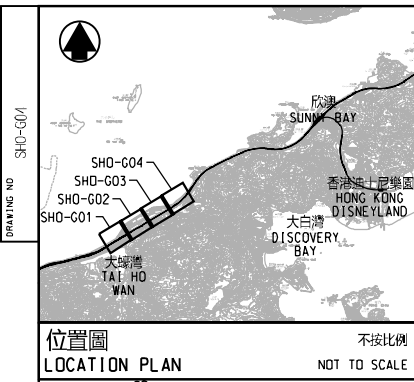 DRAWING NO
SHO-G04
欣澳
SUNNY BAY
SHO-G04
SHO-G03
SHO-G02
SHO-G01
香港迪士尼樂園
HONG KONG
DISNEYLAND
大白灣
DISCOVERY
BAY
大蠔灣
TAI HO
WAN
位置圖
不按比例
LOCATION PLAN
NOT TO SCALE